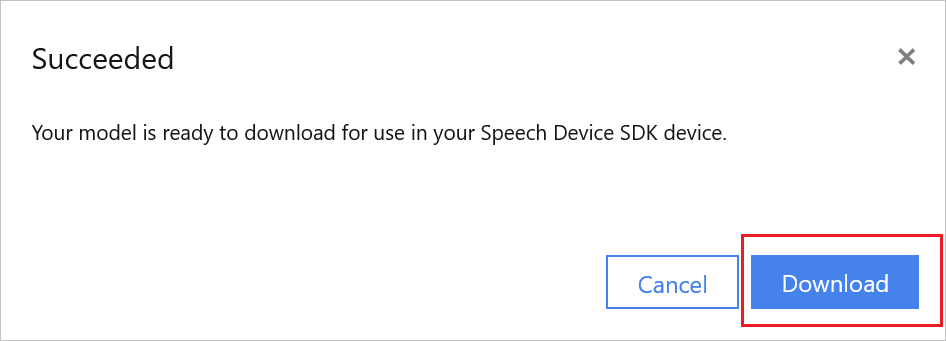 Succeeded
Your model is ready to download for use in your Speech Device SDK device.
Cancel
Download